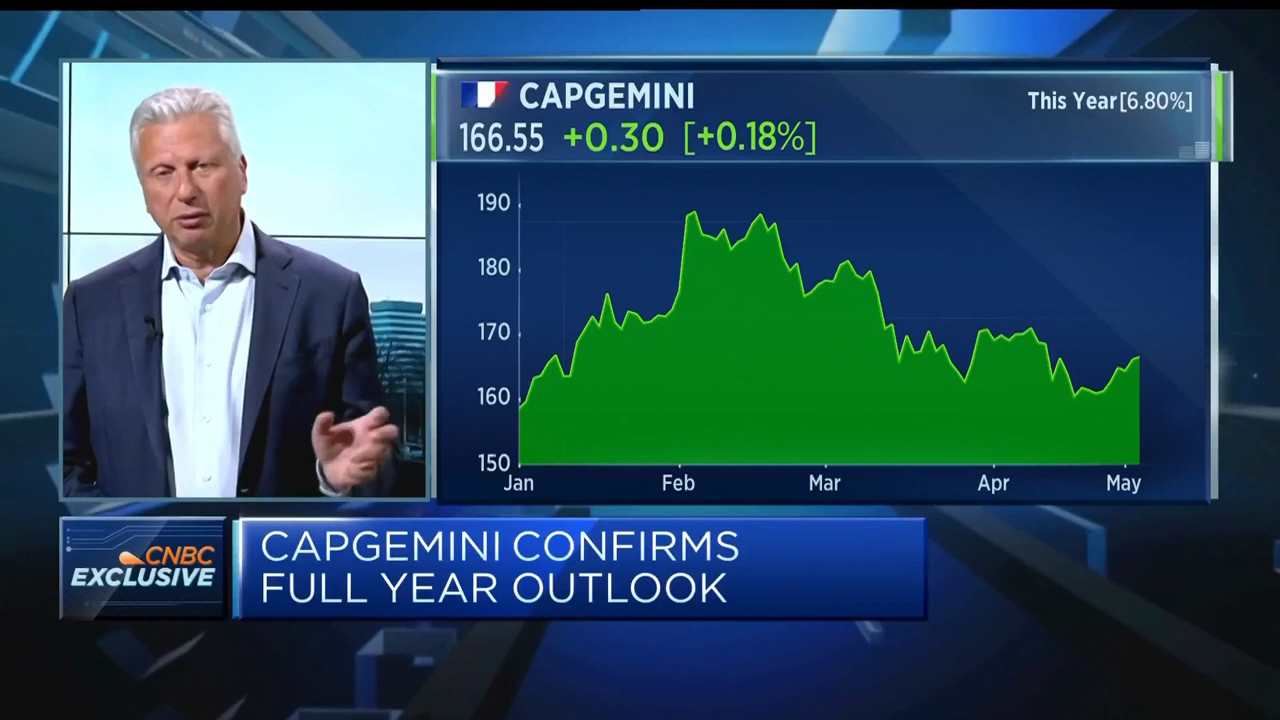 CAPGEMINI
This Year[6.80%]
166.55 +0.30 [+0.18%]
190
180
170
160
150
Jan Feb Mar Apr May
CNBC
EXCLUSIVE
CAPGEMINI CONFIRMS
FULL YEAR OUTLOOK